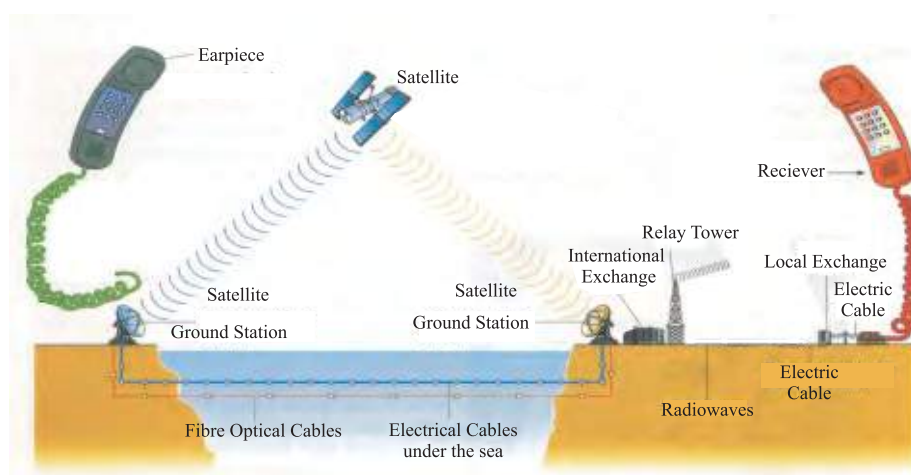 Earpiece
Satellite
Reciever
Relay Tower
International
Exchange
Local Exchange
Electric
Cable
Satellite
Ground Station
Satellite
Ground Station
Electric
Cable
Radiowaves
Fibre Optical Cables
Electrical Cables
under the sea